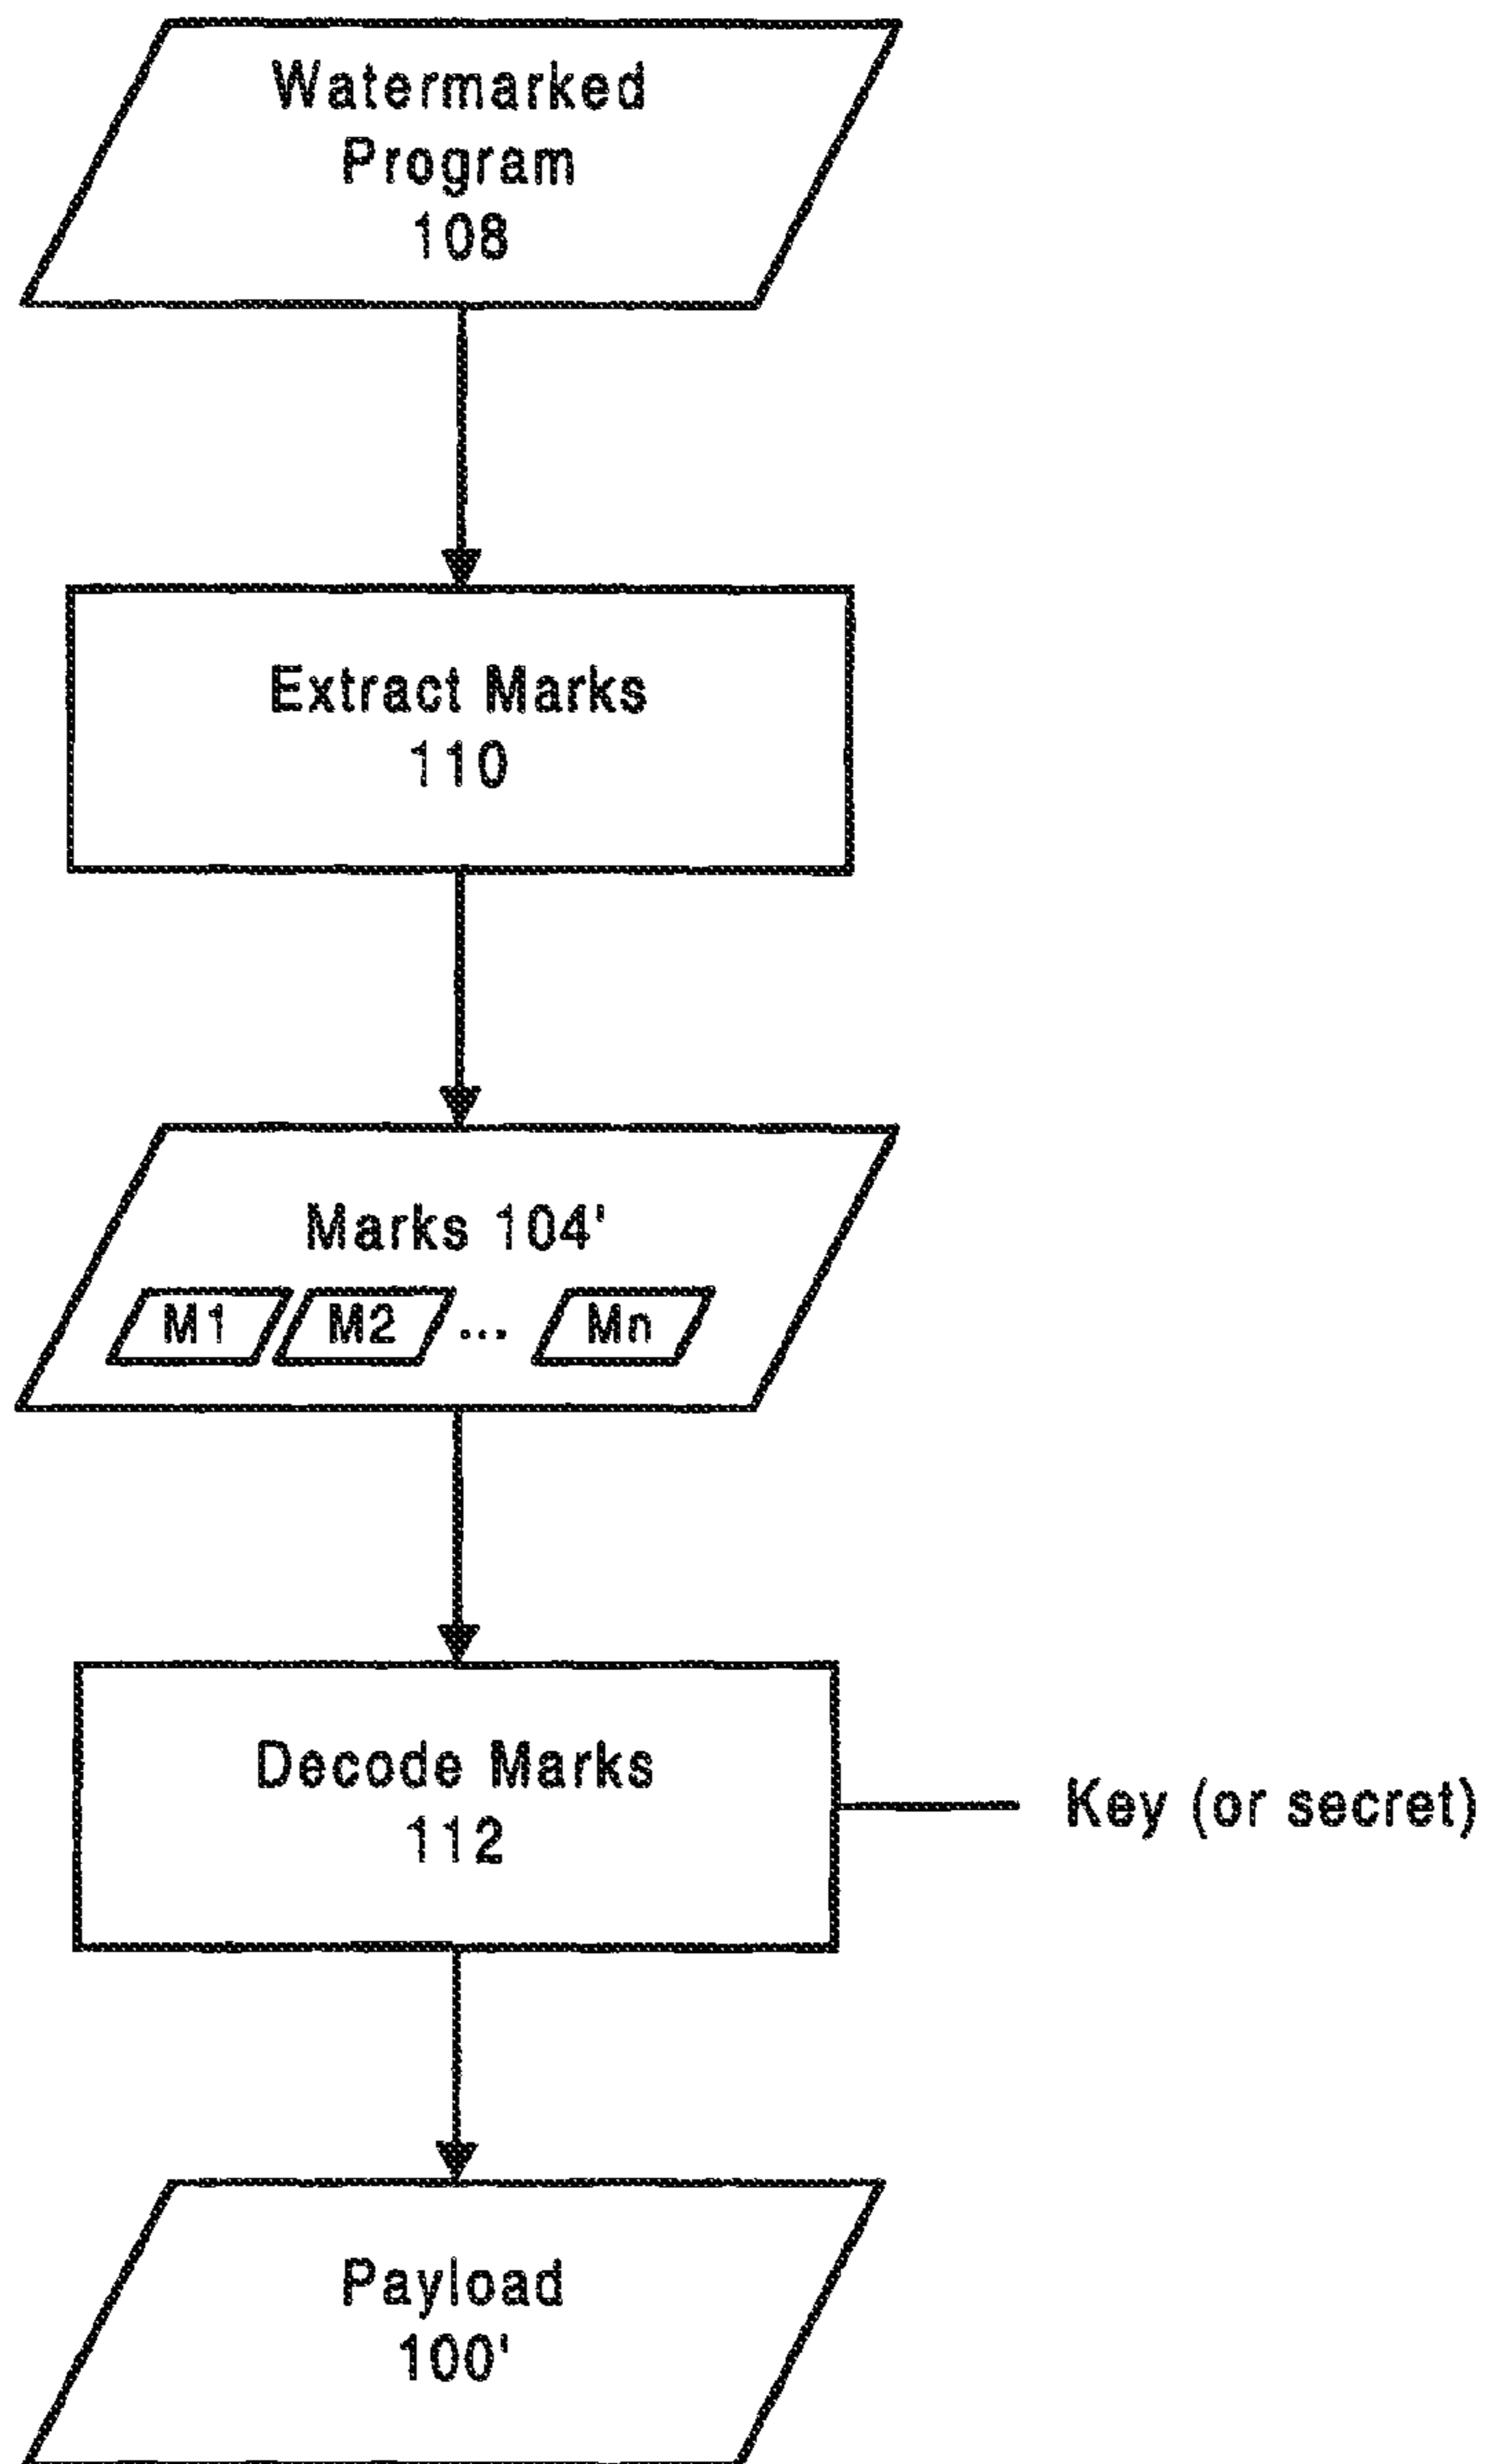 Watermarked
Program
108
Extract Marks
110
Marks 104'
M1 M2 ... Mn
Decode Marks
112
Key (or secret)
Payload
100'